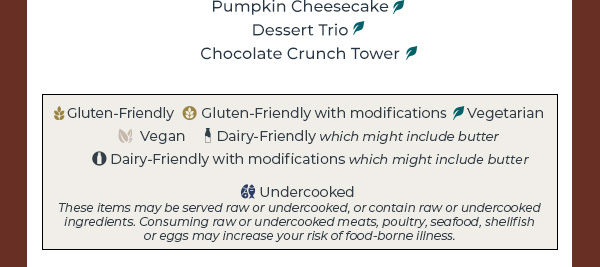 Pumpkin Cheesecake
Dessert Trio
Chocolate Crunch Tower
Gluten-Friendly Gluten-Friendly with modifications Vegetarian
Vegan Dairy-Friendly which might include butter
Dairy-Friendly with modifications which might include butter
Undercooked
These items may be served raw or undercooked, or contain raw or undercooked
ingredients. Consuming raw or undercooked meats, poultry, seafood, shellfish
or eggs may increase your risk of food-borne illness.